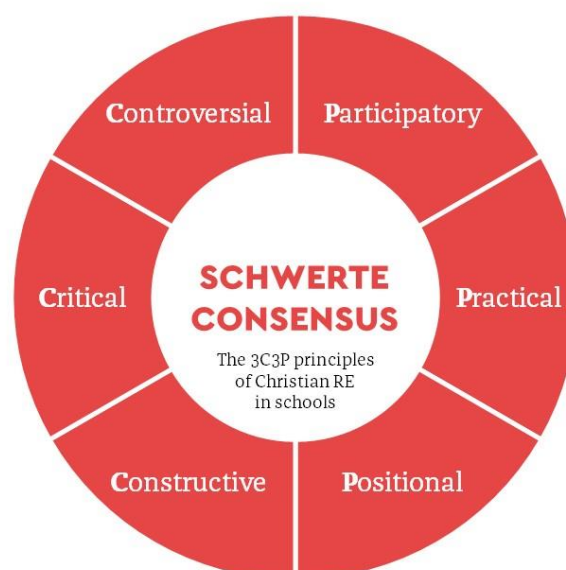 Controversial
Participatory
Critical
SCHWERTE
CONSENSUS
The 3C3P principles
of Christian RE
in schools
Practical
Constructive
Positional